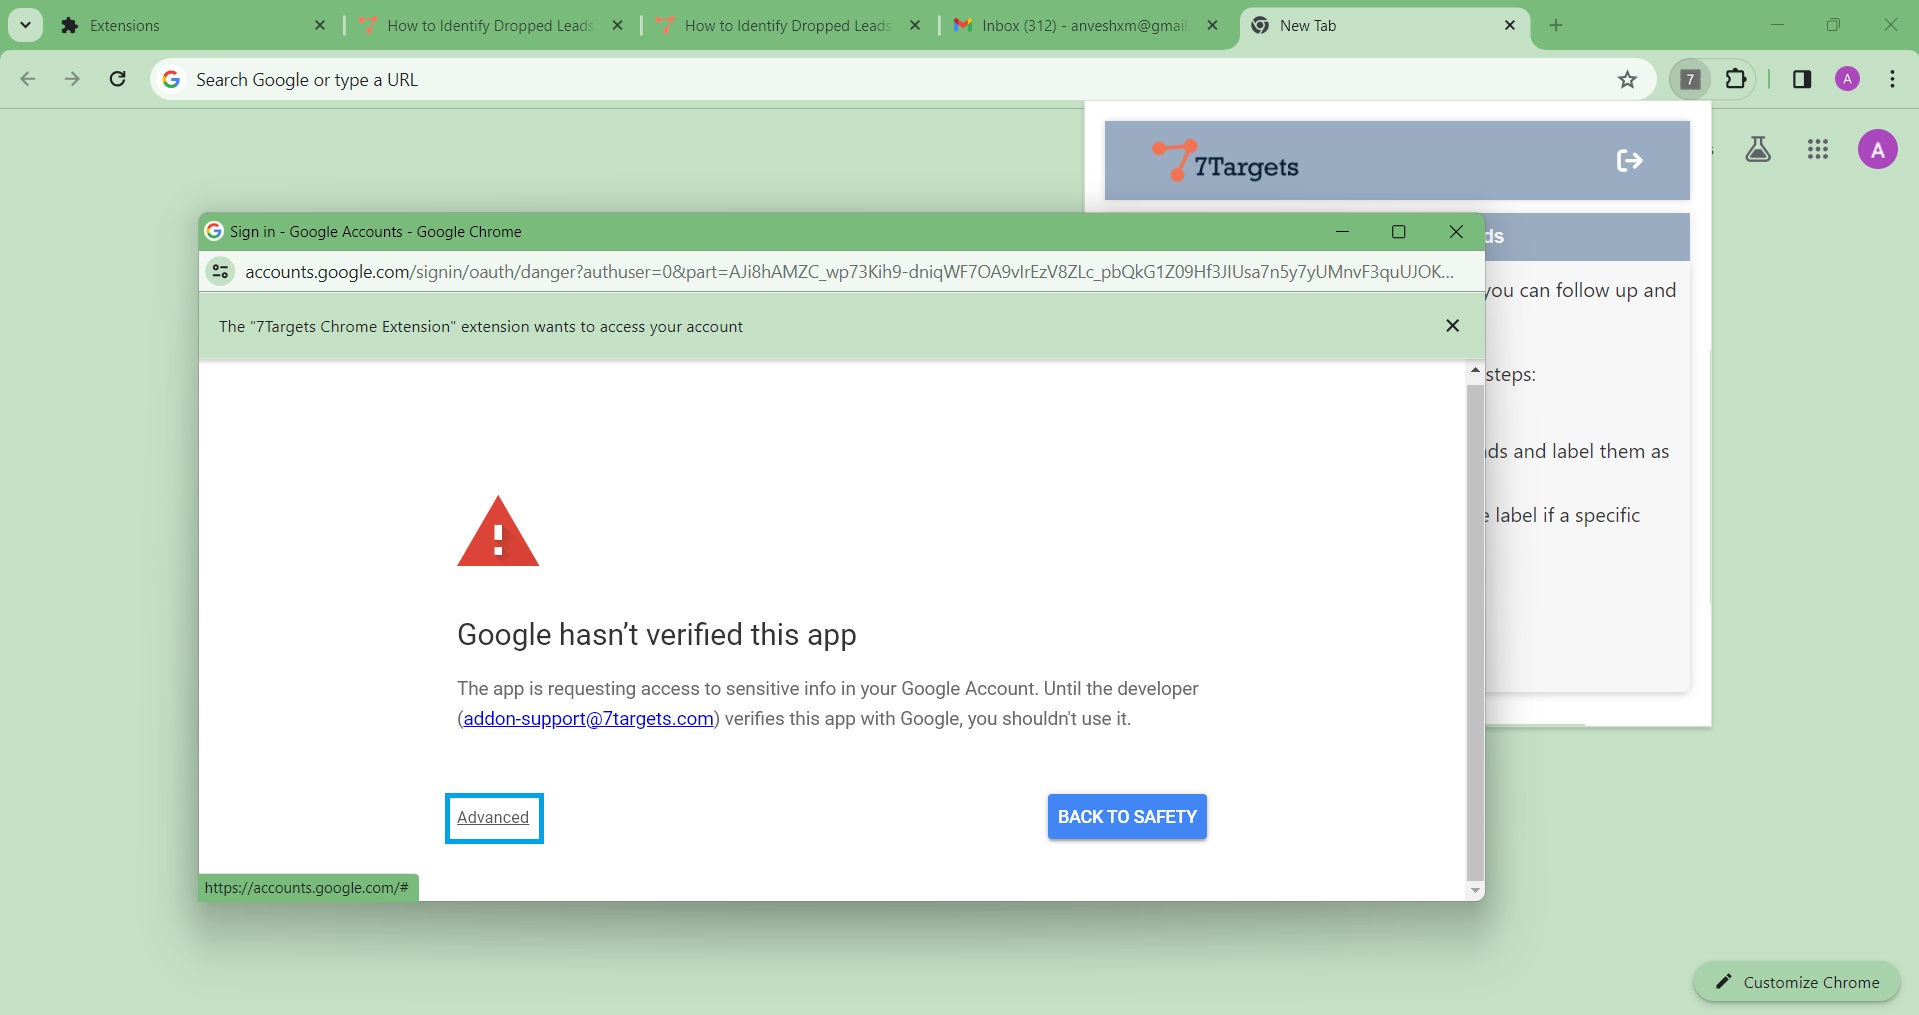 Extensions
How to Identify Dropped Leads
How to Identify Dropped Leads
Inbox (312) - anveshxm@gmail.
New Tab
Search Google or type a URL
7
A
7Targets
A
Sign in - Google Accounts - Google Chrome
ds
accounts.google.com/signin/oauth/danger?authuser=0&part=AJi8hAMZC_wp73Kih9-dniqWF7OA9vIrEzV8ZLc_pbQkG1Z09Hf3JIUsa7n5y7yUMnvF3quUJOK...
you can follow up and
The "7Targets Chrome Extension" extension wants to access your account
steps:
ds and label them as
label if a specific
Google hasn't verified this app
The app is requesting access to sensitive info in your Google Account. Until the developer
(addon-support@7targets.com) verifies this app with Google, you shouldn't use it.
Advanced
BACK TO SAFETY
https://accounts.google.com/#
Customize Chrome